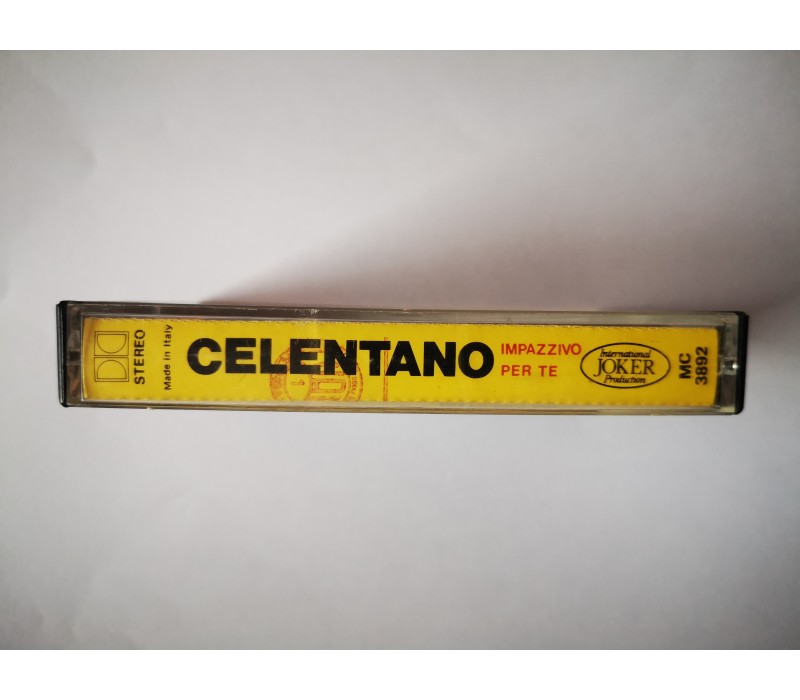 STEREO
Made in Italy
CELENTANO
IMPAZZIVO
PER TE
International
JOKER
Production
MC
3892